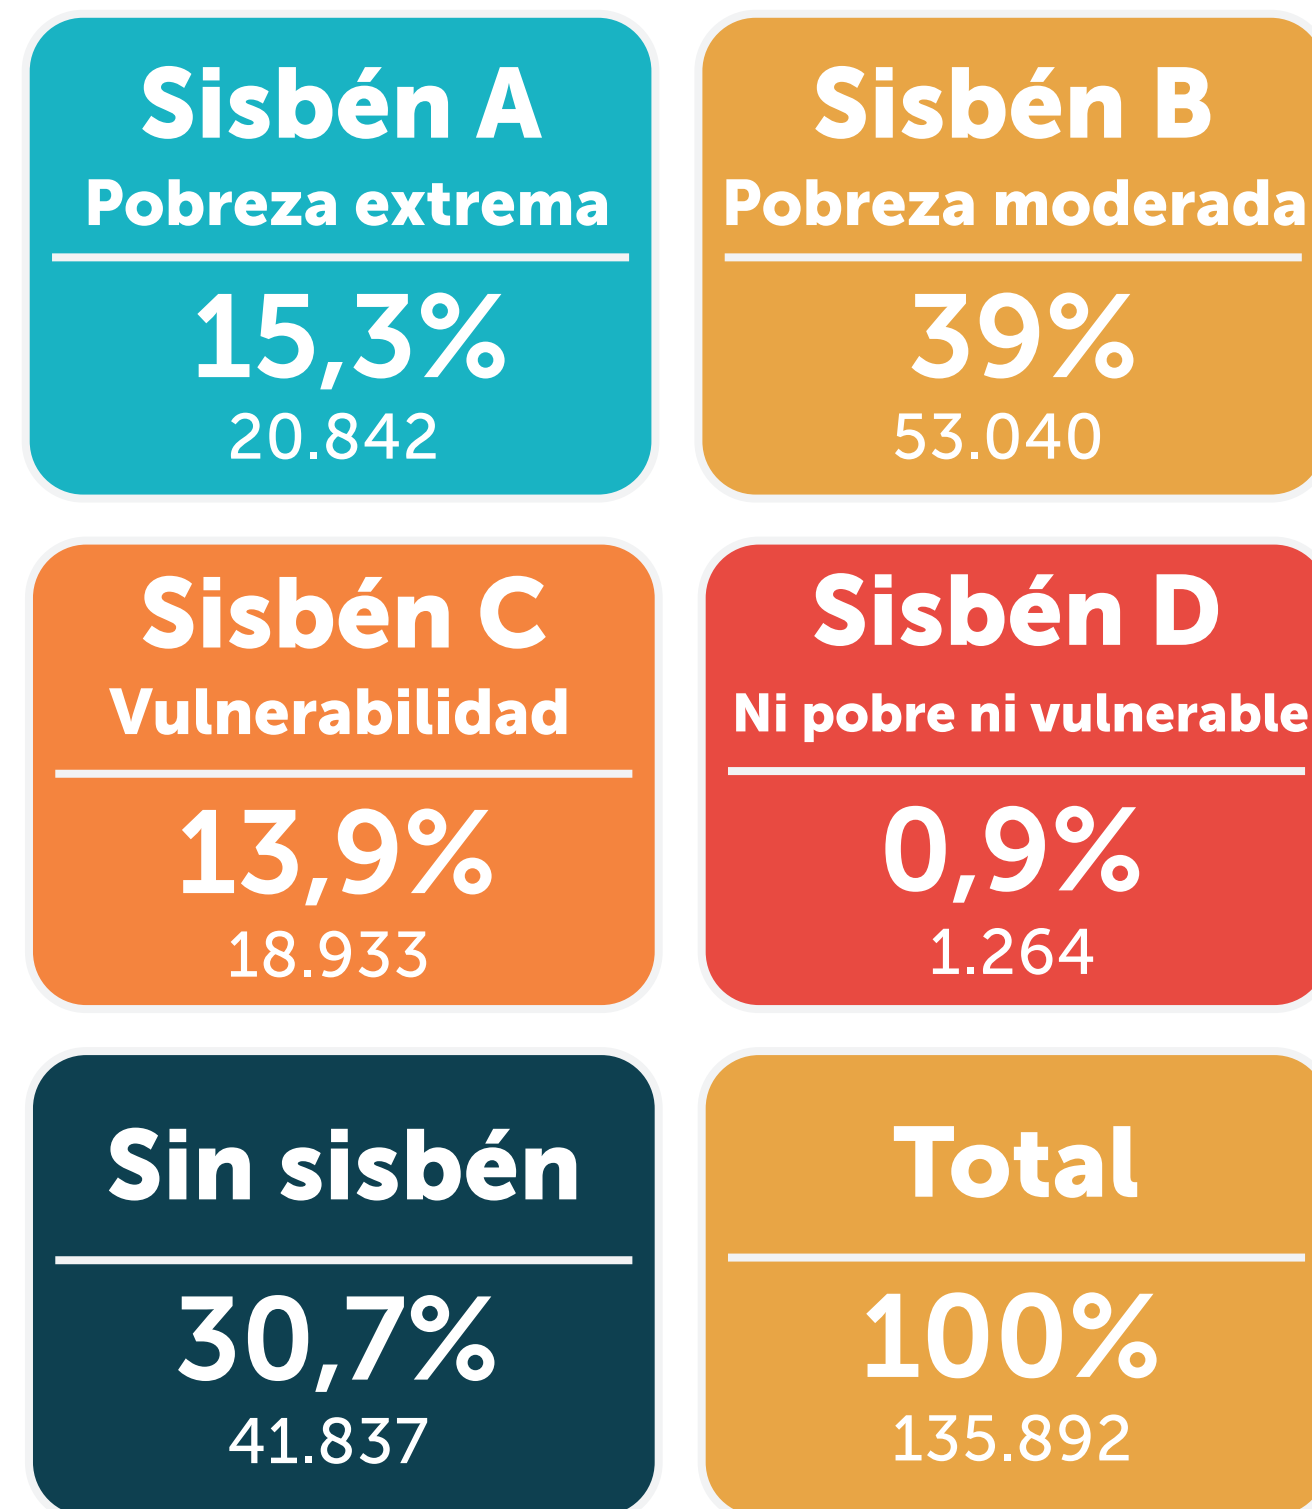 Sisbén A
Pobreza extrema
15,3%
20.842
Sisbén B
Pobreza moderada
39%
53.040
Sisbén C
Vulnerabilidad
13,9%
18.933
Sisbén D
Ni pobre ni vulnerable
0,9%
1.264
Sin sisbén
30,7%
41.837
Total
100%
135.892